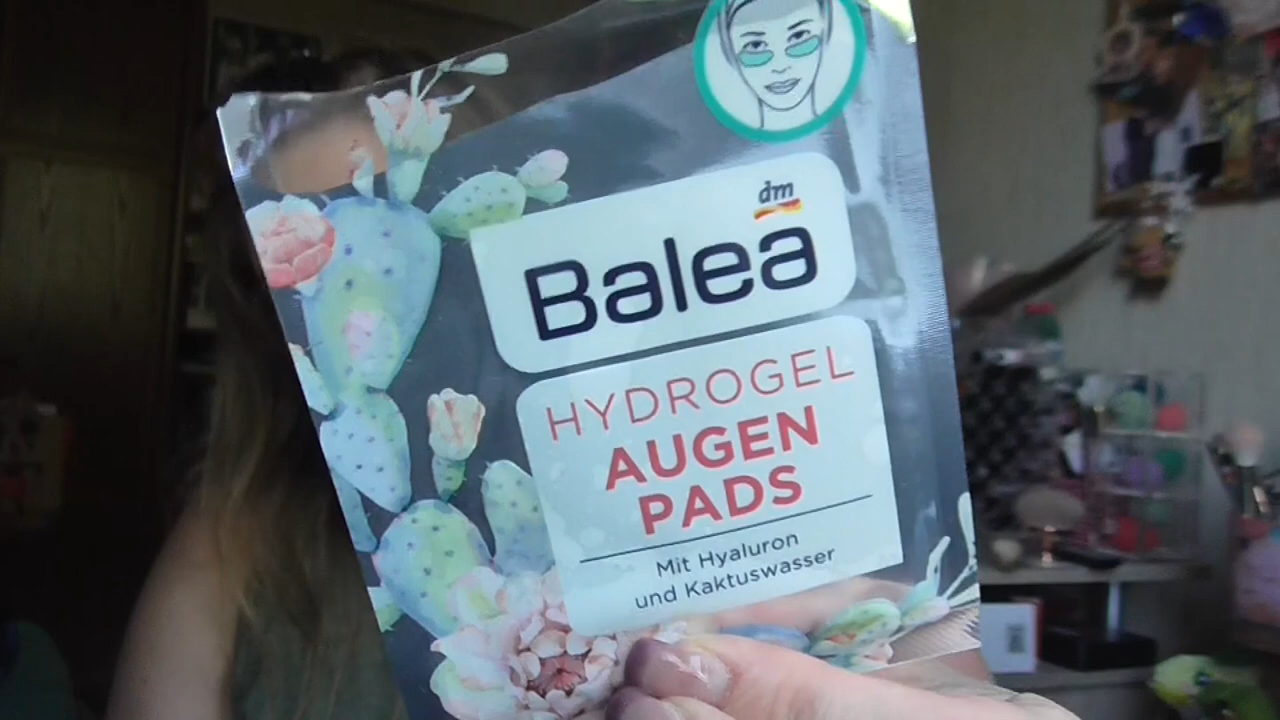 dm
Balea
HYDROGEL
AUGEN
PADS
Mit Hyaluron
und Kaktuswasser